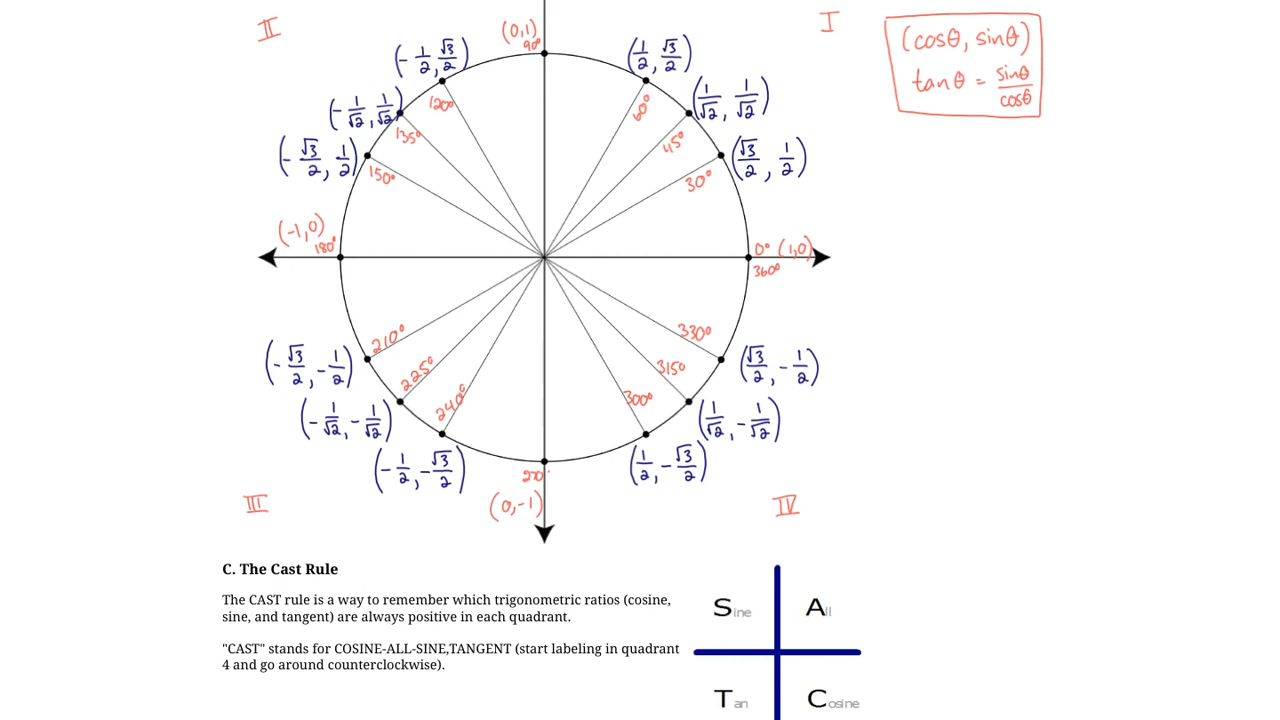 II
I
(0,1)
90°
(cosθ, sinθ)
tanθ = sinθ/cosθ
(-1/2, √3/2)
(1/2, √3/2)
120°
60°
(-1/√2, 1/√2)
(1/√2, 1/√2)
135°
45°
(-√3/2, 1/2)
(√3/2, 1/2)
150°
30°
(-1,0)
180°
0° (1,0)
360°
210°
330°
(-√3/2, -1/2)
(√3/2, -1/2)
225°
315°
(-1/√2, -1/√2)
(1/√2, -1/√2)
240°
300°
(-1/2, -√3/2)
(1/2, -√3/2)
270°
(0,-1)
III
IV
C. The Cast Rule
The CAST rule is a way to remember which trigonometric ratios (cosine,
sine, and tangent) are always positive in each quadrant.
"CAST" stands for COSINE-ALL-SINE,TANGENT (start labeling in quadrant
4 and go around counterclockwise).
Sine
All
Tan
Cosine